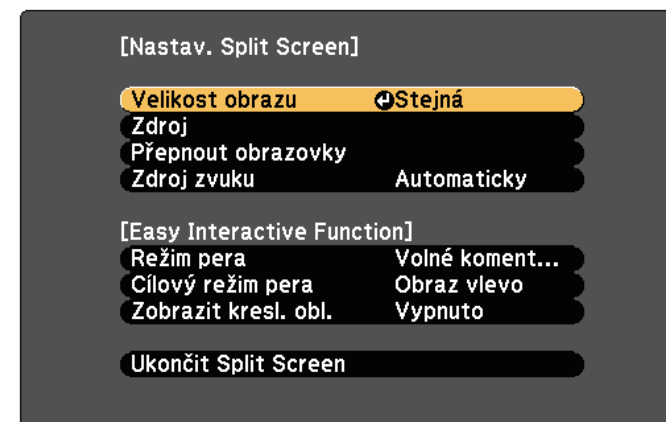 [Nastav. Split Screen]
Velikost obrazu Stejná
Zdroj
Přepnout obrazovky
Zdroj zvuku Automaticky
[Easy Interactive Function]
Režim pera Volné koment...
Cílový režim pera Obraz vlevo
Zobrazit kresl. obl. Vypnuto
Ukončit Split Screen